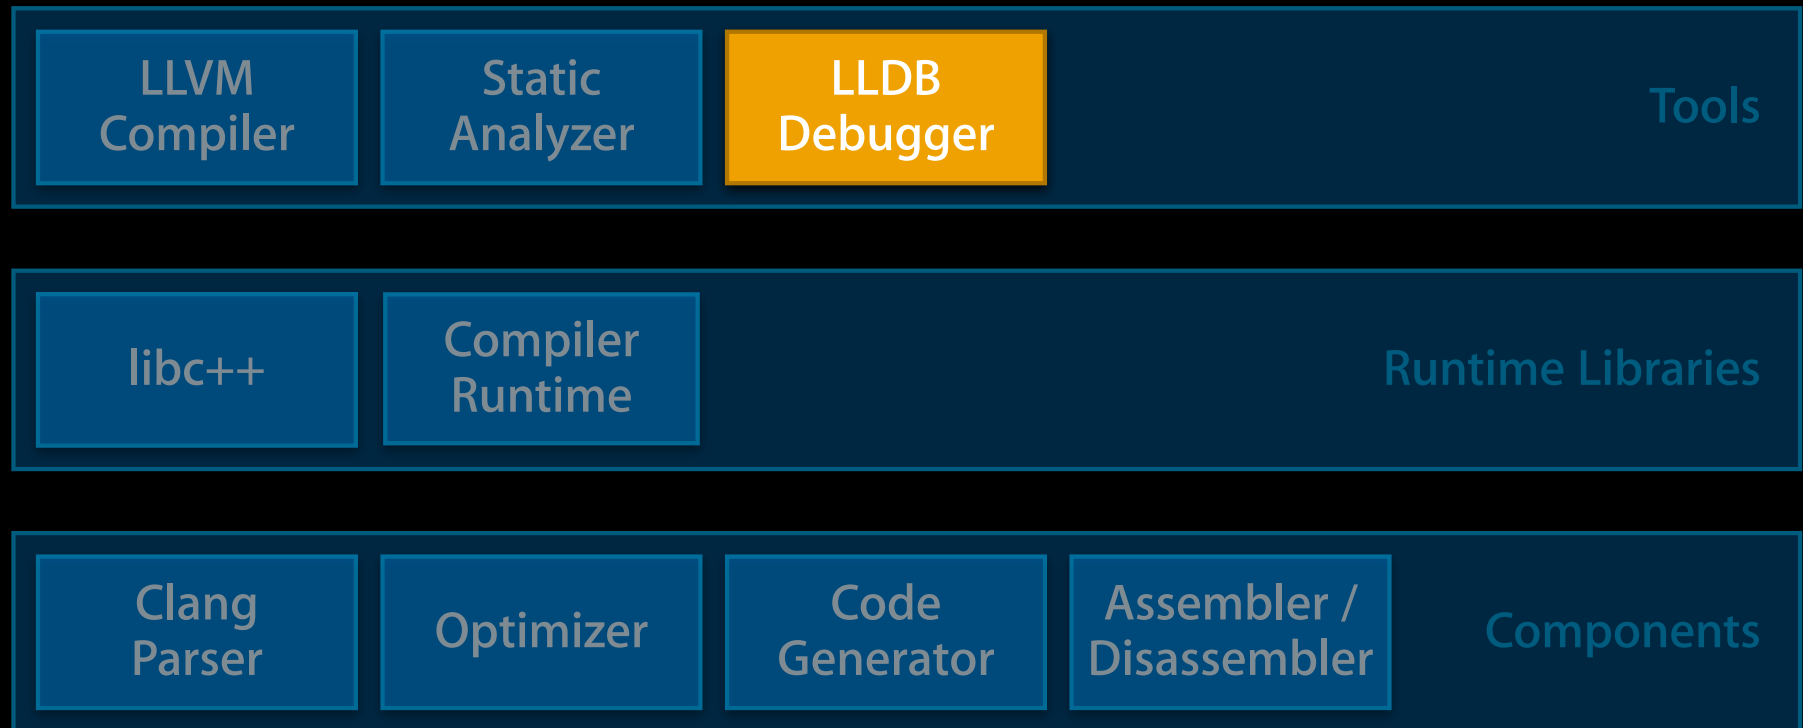 LLVM
Compiler
Static
Analyzer
LLDB
Debugger
Tools
libc++
Compiler
Runtime
Runtime Libraries
Clang
Parser
Optimizer
Code
Generator
Assembler /
Disassembler
Components